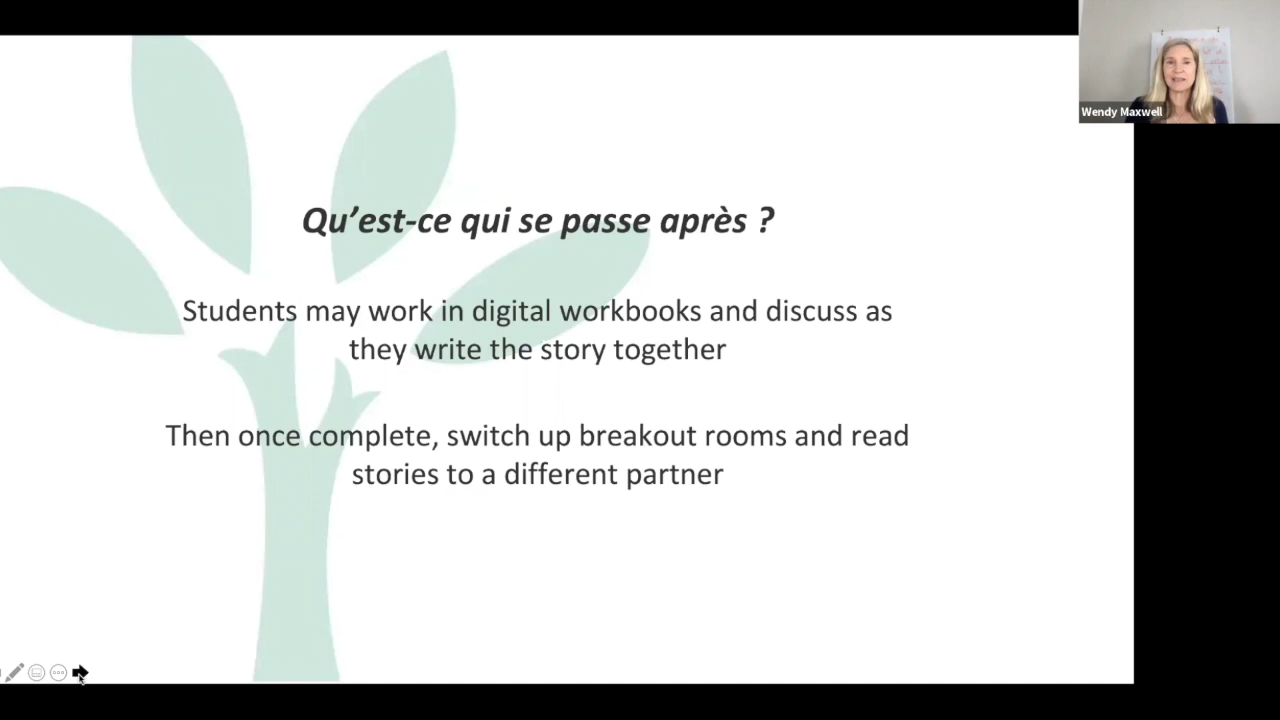 Wendy Maxwell
Qu’est-ce qui se passe après ?
Students may work in digital workbooks and discuss as
they write the story together
Then once complete, switch up breakout rooms and read
stories to a different partner